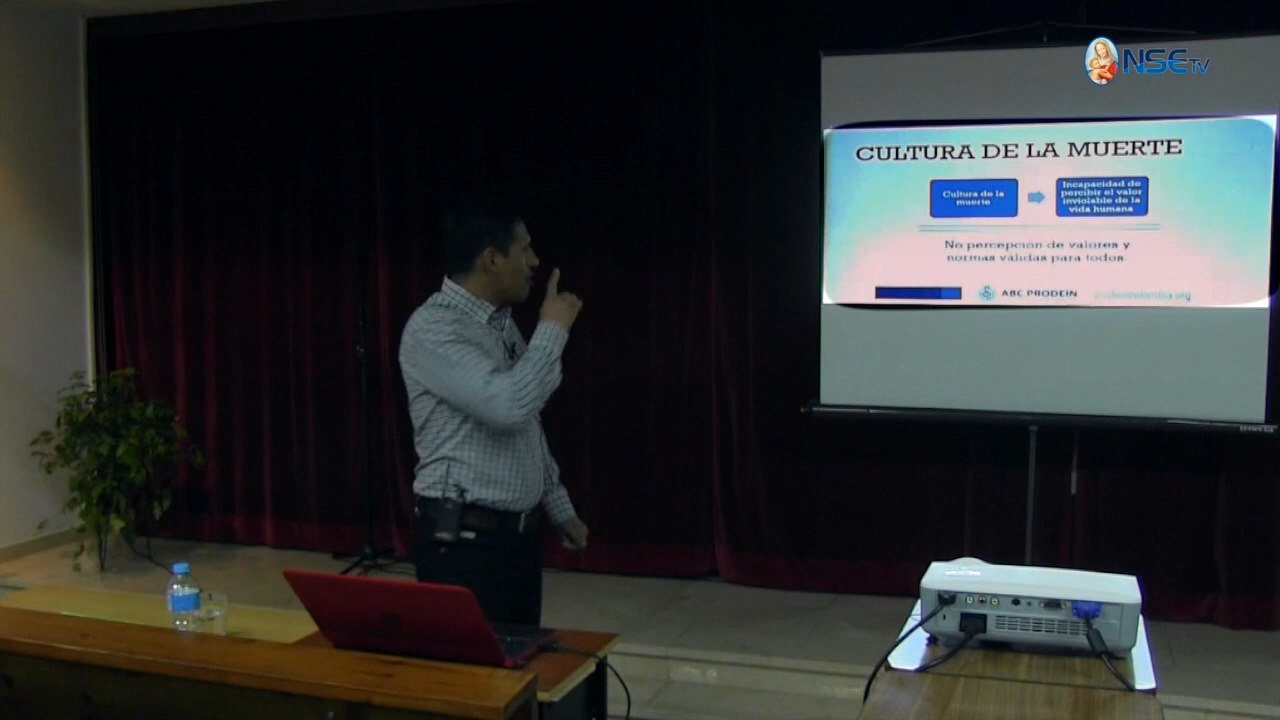 NSETV
CULTURA DE LA MUERTE
Cultura de la
muerte
Incapacidad de
percibir el valor
inviolable de la
vida humana
No percepción de valores y
normas válidas para todos
ABC PRODEIN